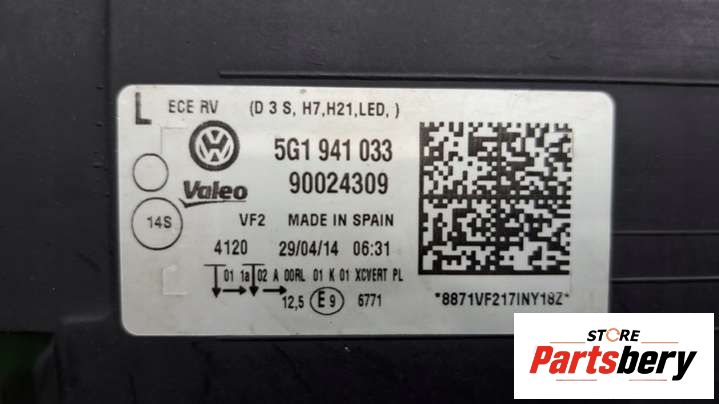 L ECE RV (D 3 S, H7,H21,LED, )
5G1 941 033
Valeo 90024309
14S VF2 MADE IN SPAIN
4120 29/04/14 06:31
01 1a 02 A 00RL 01 K 01 XCVERT PL
12,5 E 9 6771
*8871VF217INY18Z*
STORE
Partsbery